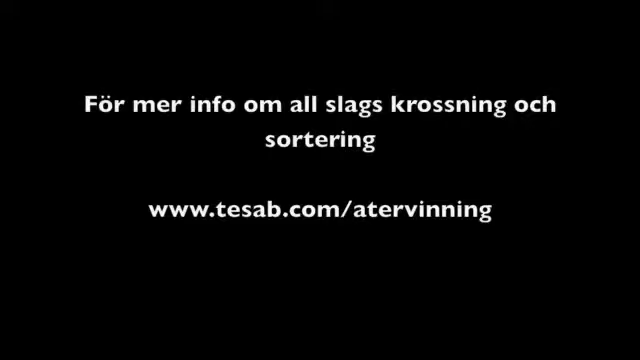 För mer info om all slags krossning och
sortering
www.tesab.com/atervinning